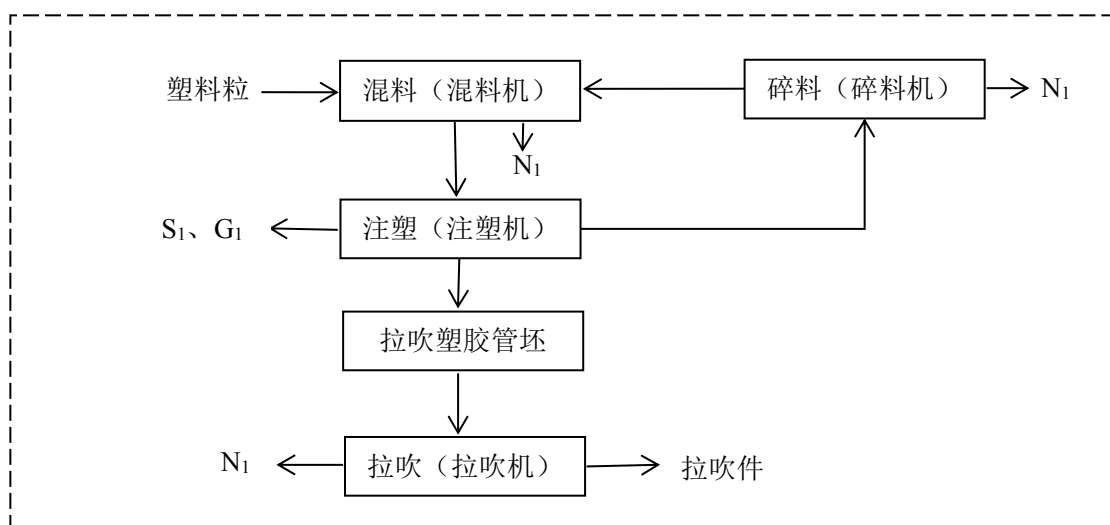 塑料粒
混料（混料机）
碎料（碎料机）
N₁
N₁
S₁、G₁
注塑（注塑机）
拉吹塑胶管坯
N₁
拉吹（拉吹机）
拉吹件